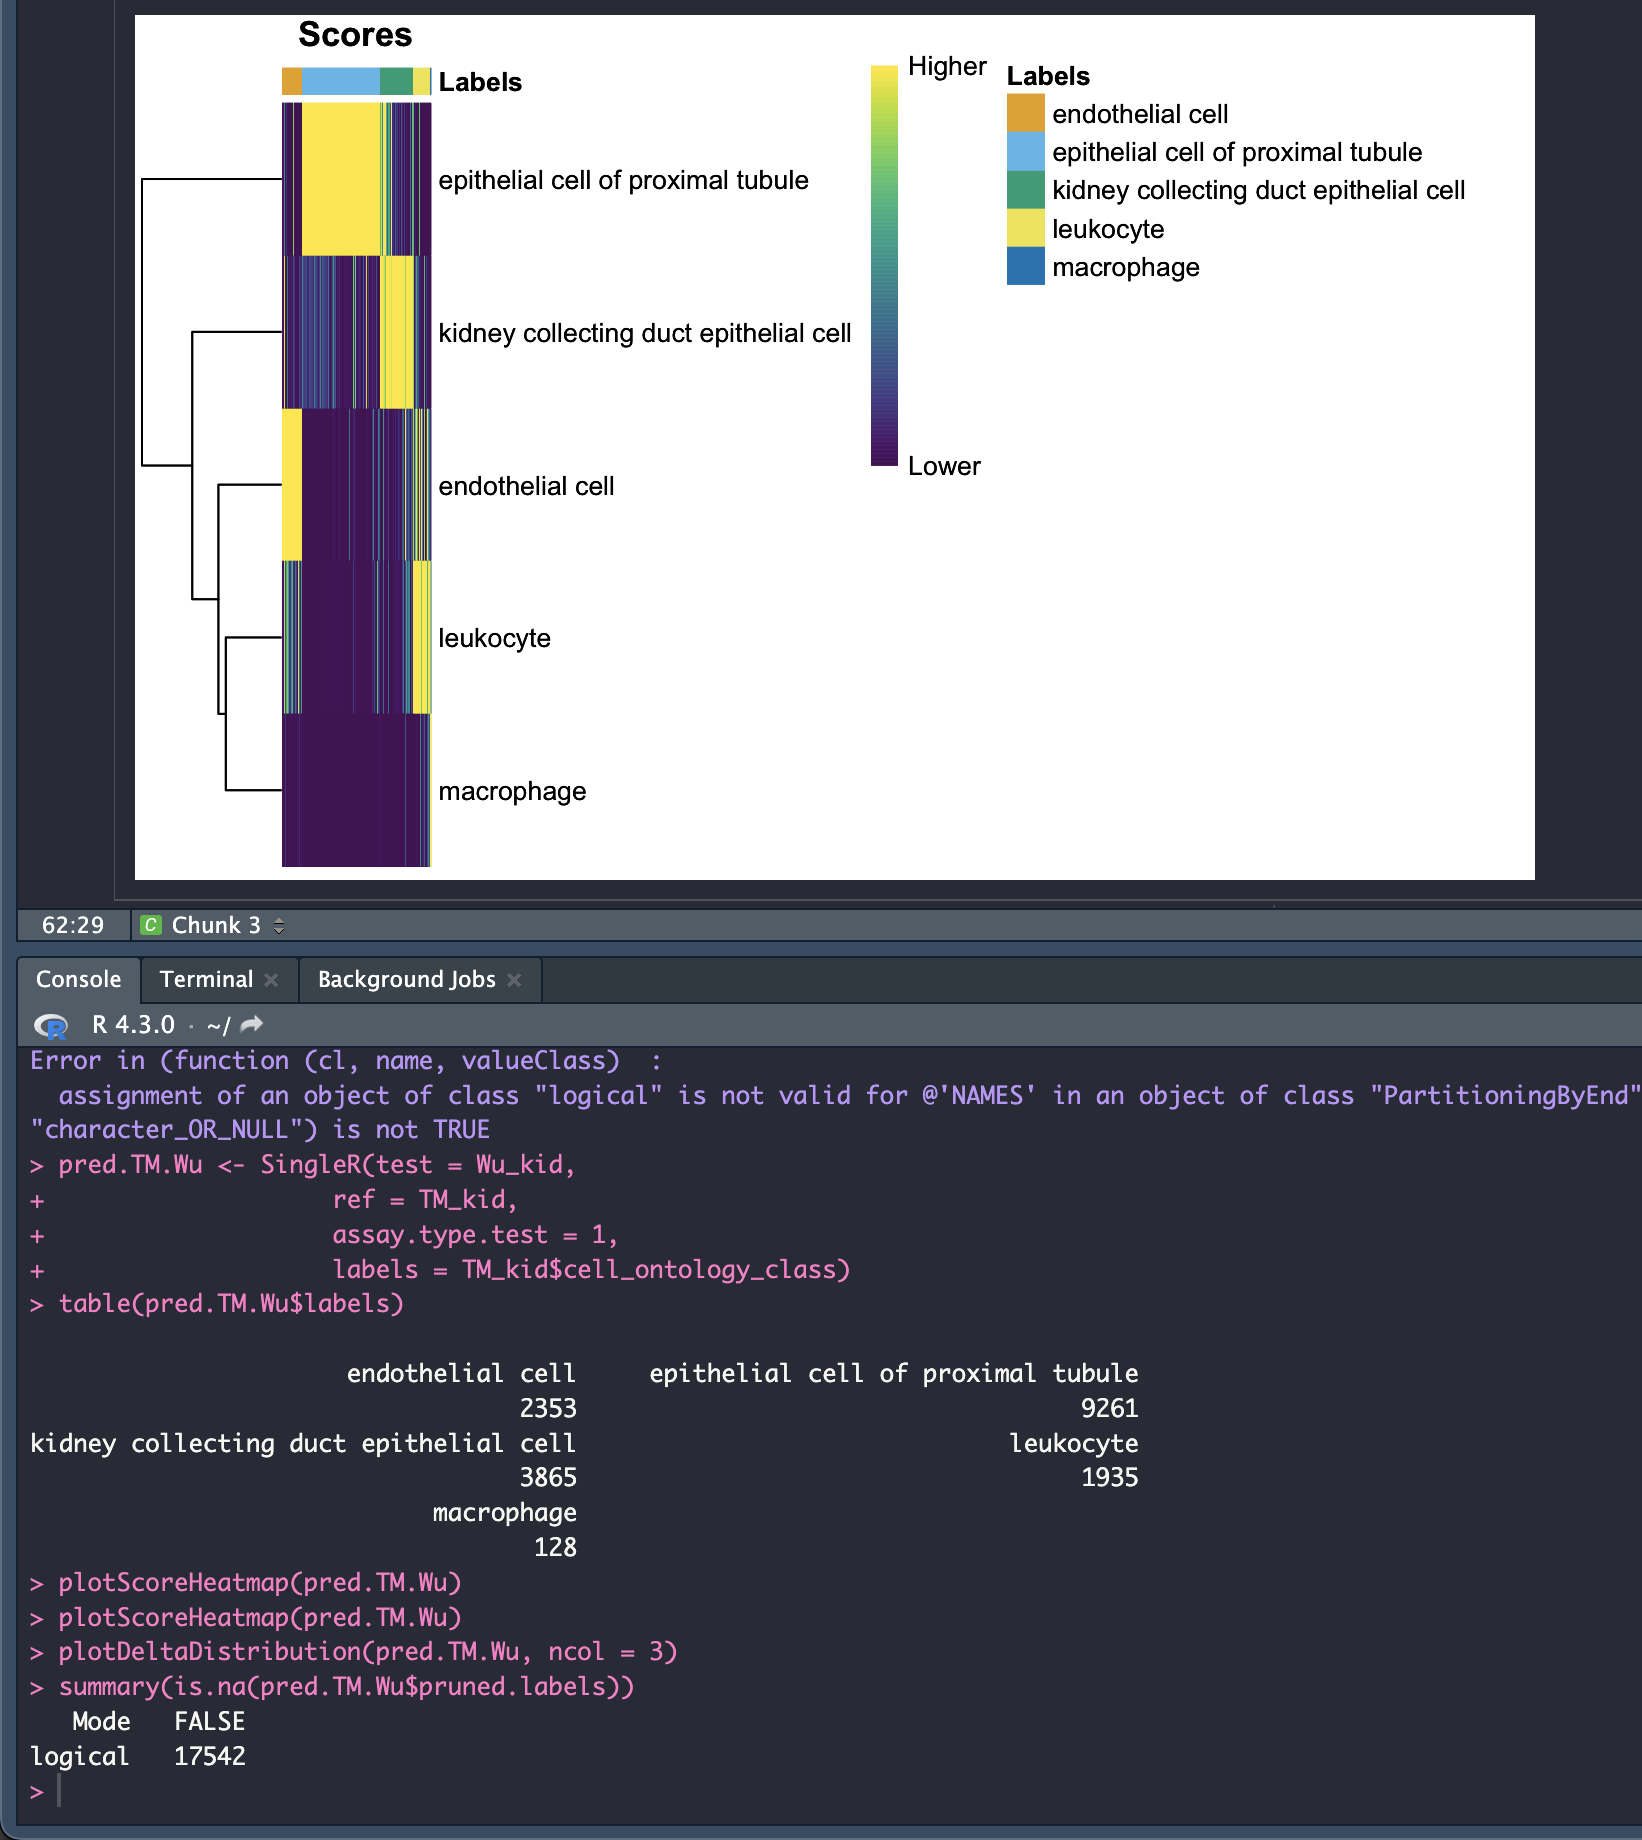 Scores
Labels
epithelial cell of proximal tubule
kidney collecting duct epithelial cell
endothelial cell
leukocyte
macrophage
Higher
Lower
Labels
endothelial cell
epithelial cell of proximal tubule
kidney collecting duct epithelial cell
leukocyte
macrophage
62:29 C Chunk 3
Console Terminal Background Jobs
R R 4.3.0 · ~/
Error in (function (cl, name, valueClass)  :
  assignment of an object of class "logical" is not valid for @'NAMES' in an object of class "PartitioningByEnd"
"character_OR_NULL") is not TRUE
> pred.TM.Wu <- SingleR(test = Wu_kid,
+                    ref = TM_kid,
+                    assay.type.test = 1,
+                    labels = TM_kid$cell_ontology_class)
> table(pred.TM.Wu$labels)
                      endothelial cell     epithelial cell of proximal tubule
                                  2353                                   9261
kidney collecting duct epithelial cell                              leukocyte
                                  3865                                   1935
                            macrophage
                                   128
> plotScoreHeatmap(pred.TM.Wu)
> plotScoreHeatmap(pred.TM.Wu)
> plotDeltaDistribution(pred.TM.Wu, ncol = 3)
> summary(is.na(pred.TM.Wu$pruned.labels))
   Mode   FALSE
logical   17542
>